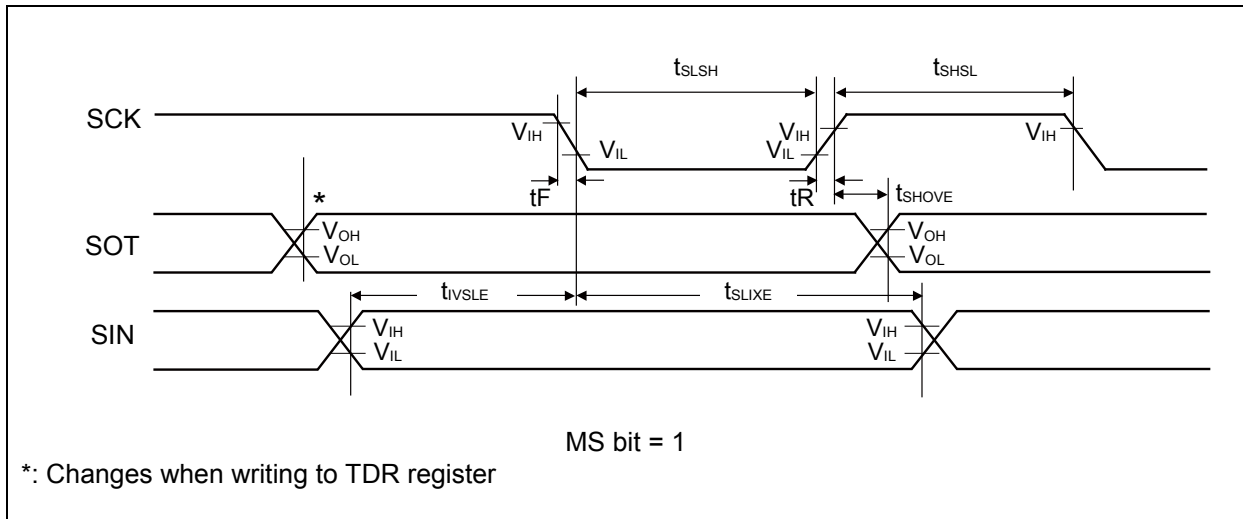 tSLSH tSHSL
SCK
VIH VIL VIL VIH VIH
tF tR tSHOVE
*
SOT
VOH VOH
VOL VOL
tIVSLE tSLIXE
SIN
VIH VIH
VIL VIL
MS bit = 1
*: Changes when writing to TDR register